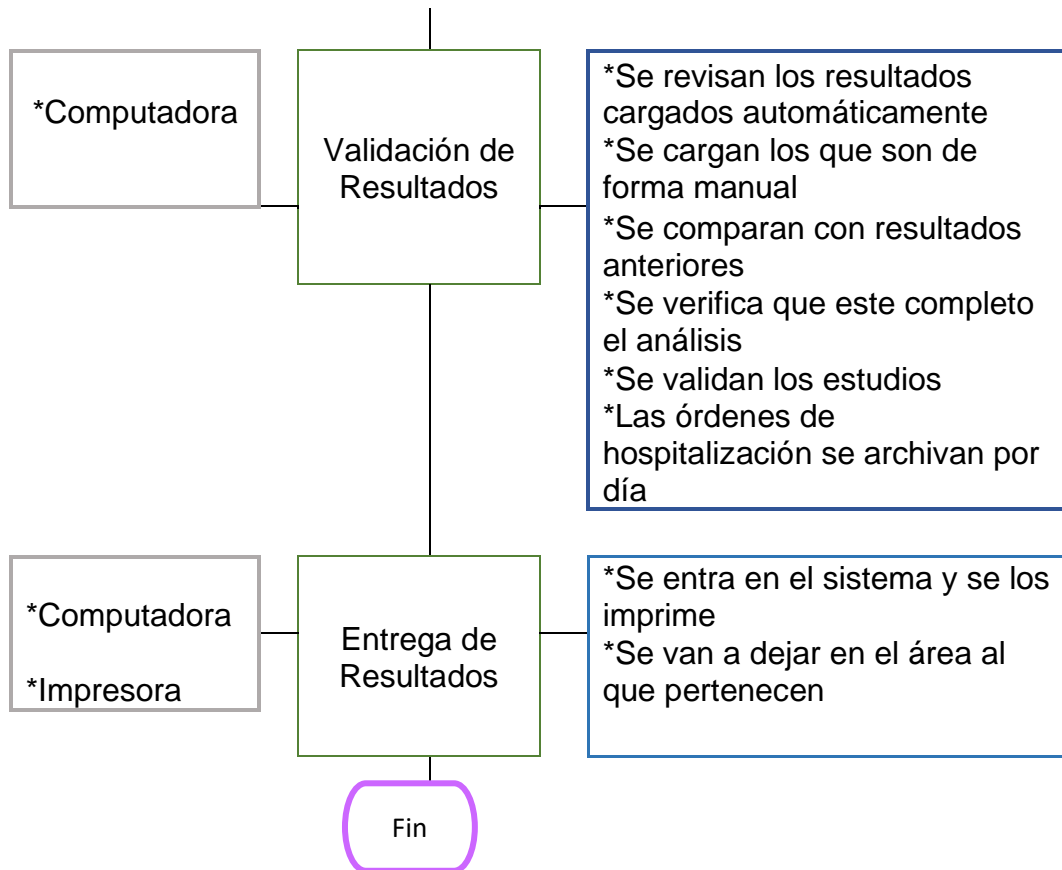 *Computadora
Validación de
Resultados
*Se revisan los resultados
cargados automáticamente
*Se cargan los que son de
forma manual
*Se comparan con resultados
anteriores
*Se verifica que este completo
el análisis
*Se validan los estudios
*Las órdenes de
hospitalización se archivan por
día
*Computadora
*Impresora
Entrega de
Resultados
*Se entra en el sistema y se los
imprime
*Se van a dejar en el área al
que pertenecen
Fin